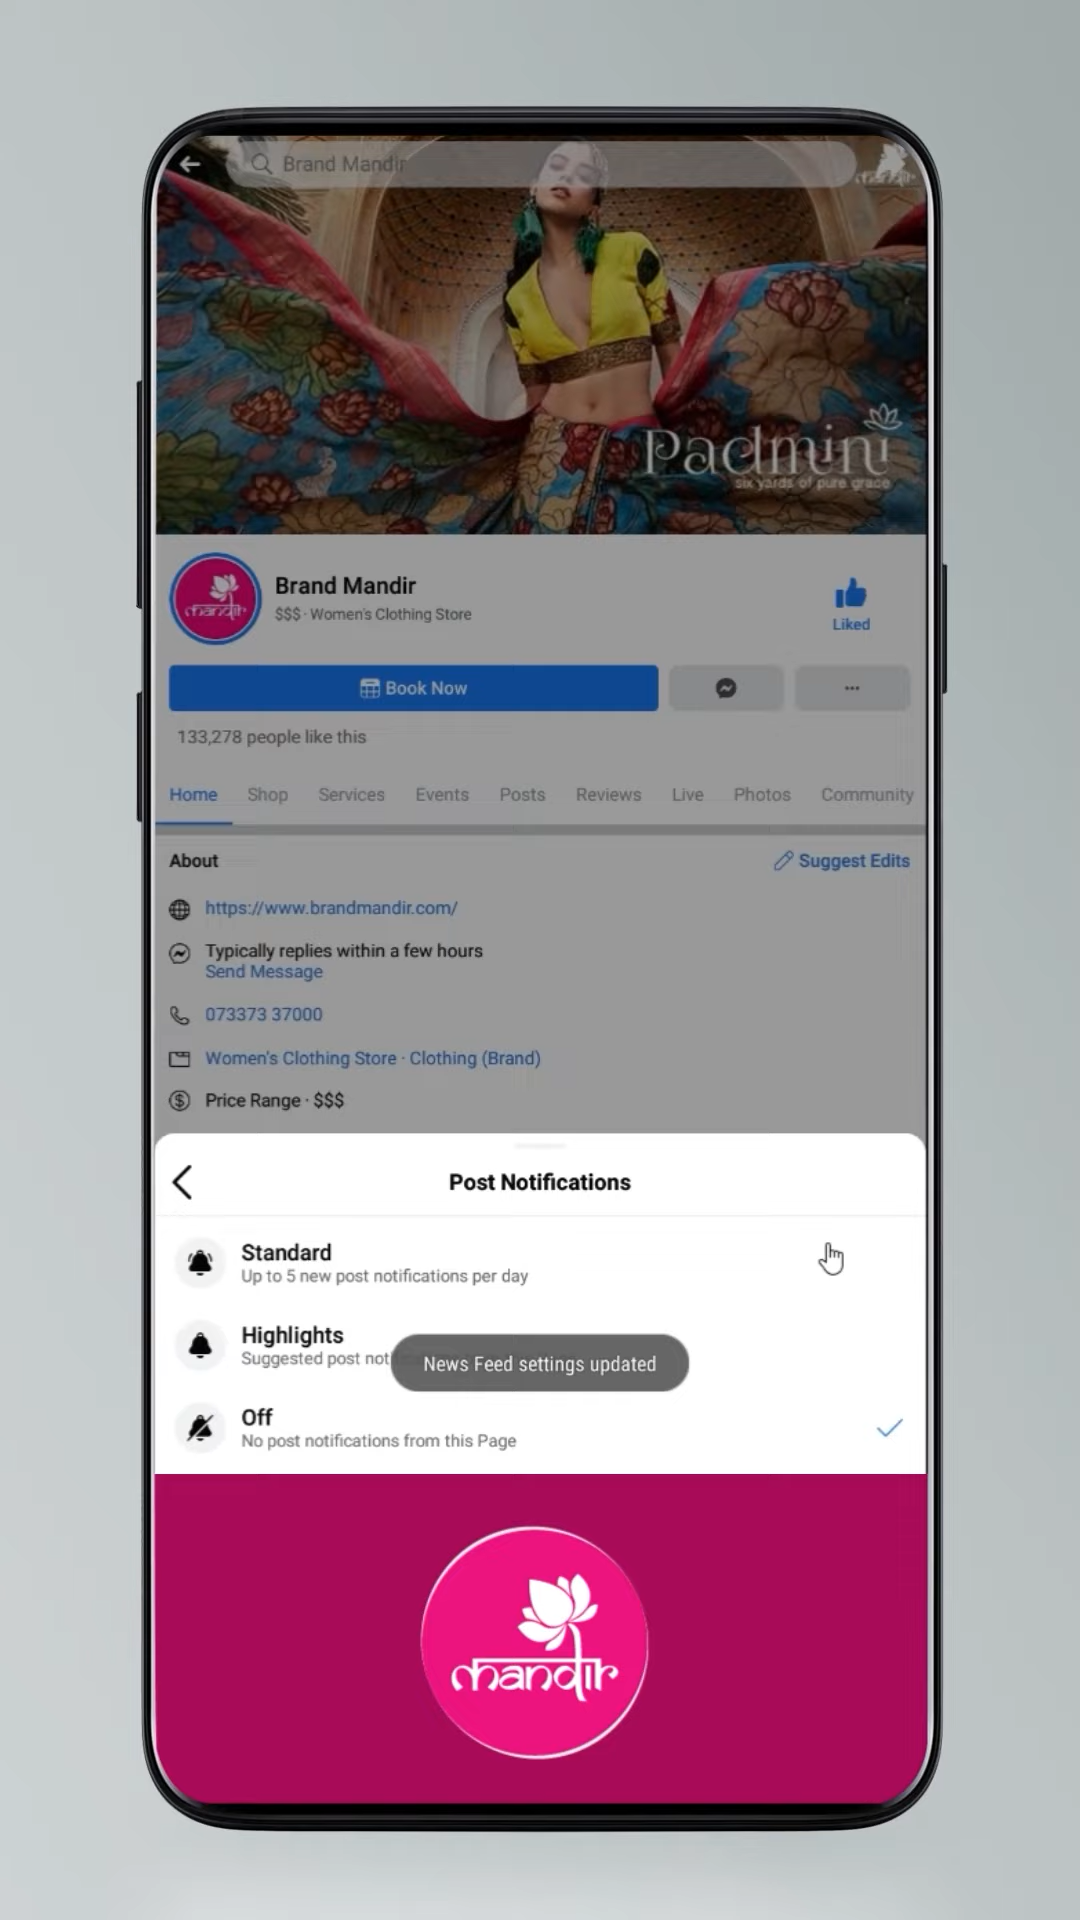 Brand Mandir
mandir
Padmini
six yards of pure grace
mandir
Brand Mandir
$$$ · Women's Clothing Store
Liked
Book Now
...
133,278 people like this
Home Shop Services Events Posts Reviews Live Photos Community
About
Suggest Edits
https://www.brandmandir.com/
Typically replies within a few hours
Send Message
073373 37000
Women's Clothing Store · Clothing (Brand)
Price Range · $$$
Post Notifications
Standard
Up to 5 new post notifications per day
Highlights
Suggested post
News Feed settings updated
Off
No post notifications from this Page
mandir